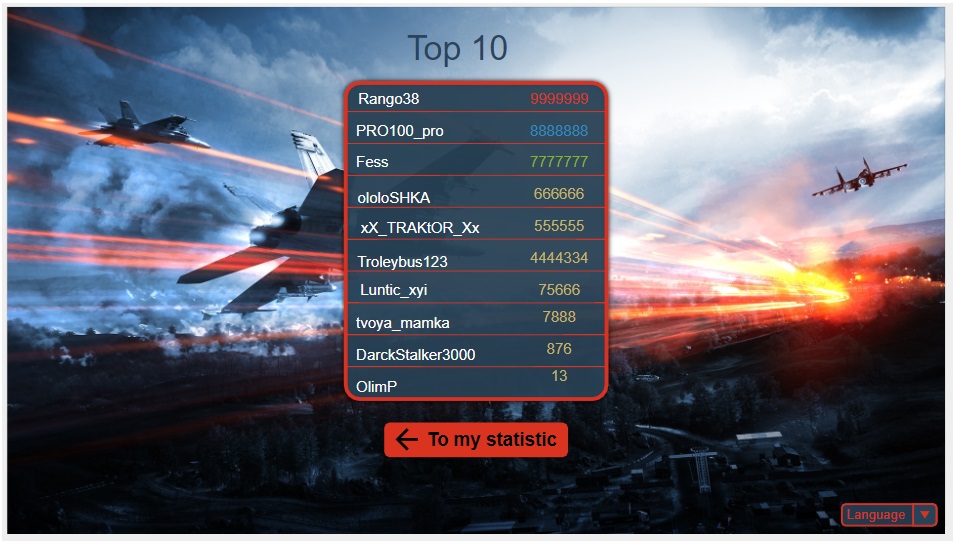 Top 10
Rango38 9999999
PRO100_pro 8888888
Fess 7777777
ololoSHKA 666666
xX_TRAKtOR_Xx 555555
Troleybus123 4444334
Luntic_xyi 75666
tvoya_mamka 7888
DarckStalker3000 876
OlimP 13
To my statistic
Language